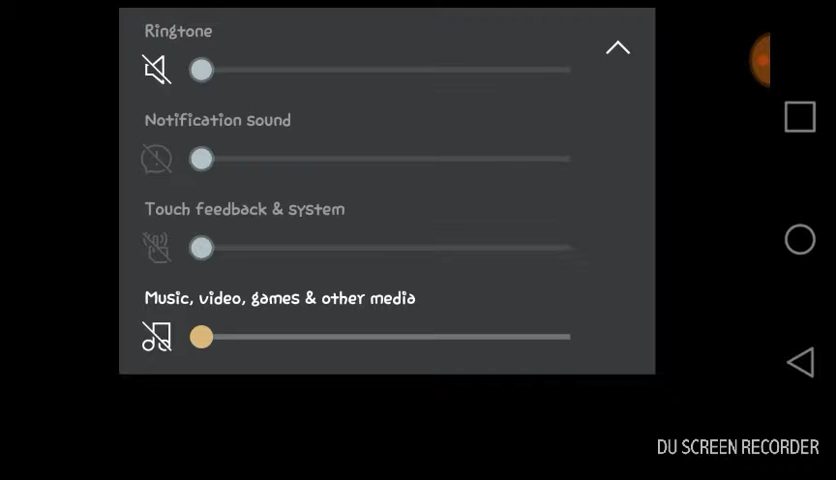 Ringtone
Notification sound
Touch feedback & system
Music, video, games & other media
DU SCREEN RECORDER